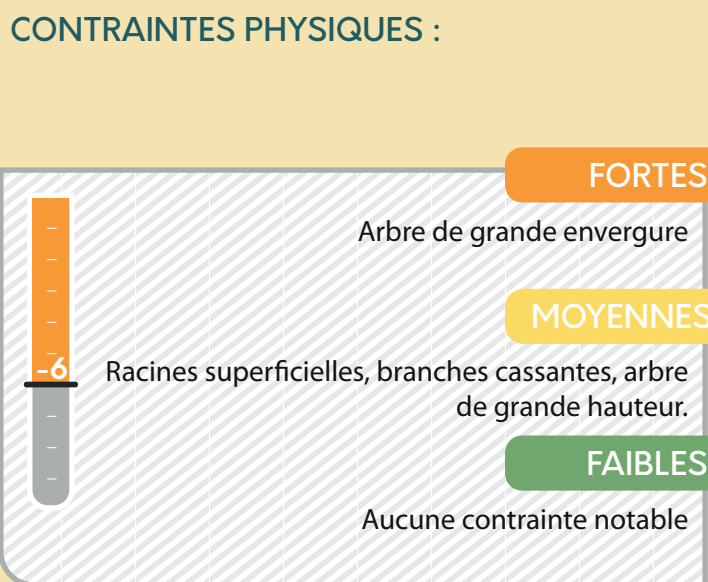 CONTRAINTES PHYSIQUES :
FORTES
Arbre de grande envergure
MOYENNES
-6
Racines superficielles, branches cassantes, arbre
de grande hauteur.
FAIBLES
Aucune contrainte notable